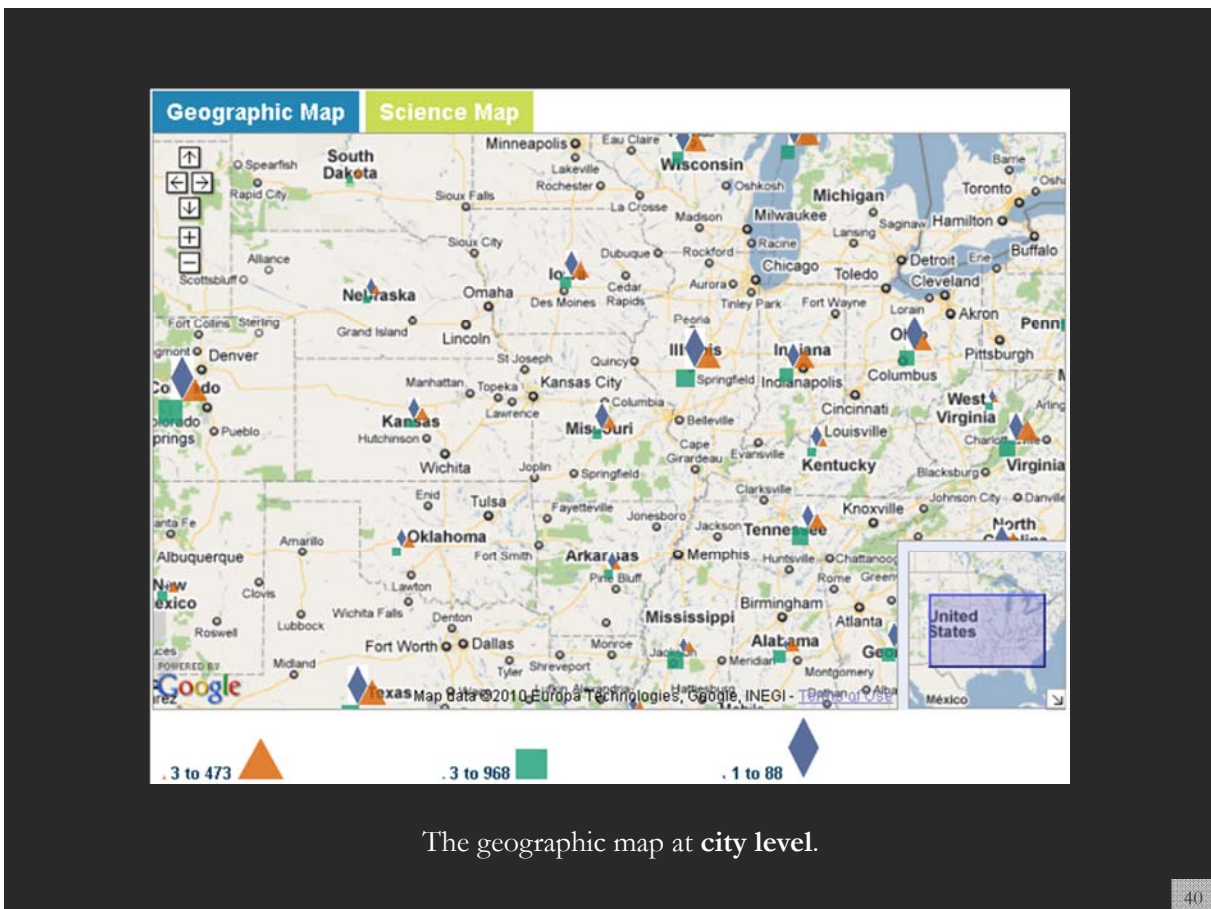 Geographic Map Science Map
Minneapolis Eau Claire
Spearfish South Dakota Lakeville Wisconsin Barrie
Rapid City Sioux Falls Rochester Oshkosh Michigan Toronto
La Crosse Madison Milwaukee Saginaw Hamilton
Sioux City Dubuque Rockford Racine Lansing Buffalo
Alliance Chicago Toledo Detroit Erie
Scottsbluff Nebraska Omaha Des Moines Cedar Rapids Aurora Tinley Park Fort Wayne Cleveland
Fort Collins Sterling Grand Island Lincoln Peoria Lorain Akron
Denver St Joseph Quincy Indiana Pittsburgh
Manhattan Topeka Kansas City Springfield Indianapolis Columbus
Kansas Lawrence Columbia Cincinnati West Virginia
Pueblo Hutchinson Missouri Belleville Louisville
Wichita Joplin Springfield Cape Girardeau Evansville Kentucky Blacksburg Virginia
Enid Tulsa Fayetteville Jonesboro Clarksville Johnson City Danville
Amarillo Oklahoma Jackson Tennessee Knoxville North
Albuquerque Fort Smith Arkansas Memphis Huntsville
Clovis Lawton Pine Bluff Rome
Roswell Lubbock Wichita Falls Denton Mississippi Birmingham Atlanta United States
Fort Worth Dallas Monroe Alabama
Midland Tyler Shreveport Meridian Montgomery
POWERED BY
Google Texas Map data ©2010 Europa Technologies, Google, INEGI - Terms of Use México
3 to 473 3 to 968 1 to 88
The geographic map at city level.
40